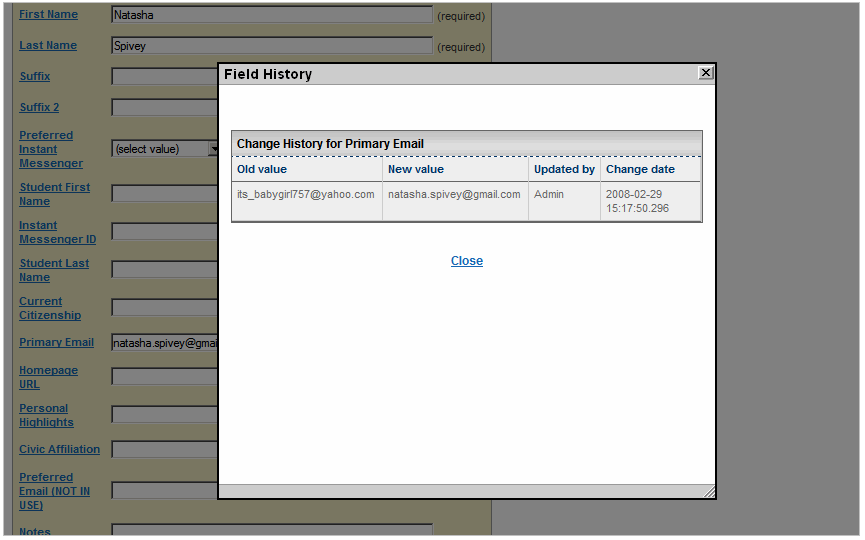 First Name
Natasha
(required)
Last Name
Spivey
(required)
Suffix
Suffix 2
Preferred
Instant
Messenger
(select value)
Student First
Name
Instant
Messenger ID
Student Last
Name
Current
Citizenship
Primary Email
natasha.spivey@gmai
Homepage
URL
Personal
Highlights
Civic Affiliation
Preferred
Email (NOT IN
USE)
Notes
Field History
Change History for Primary Email
Old value New value Updated by Change date
its_babygirl757@yahoo.com natasha.spivey@gmail.com Admin 2008-02-29
15:17:50.296
Close